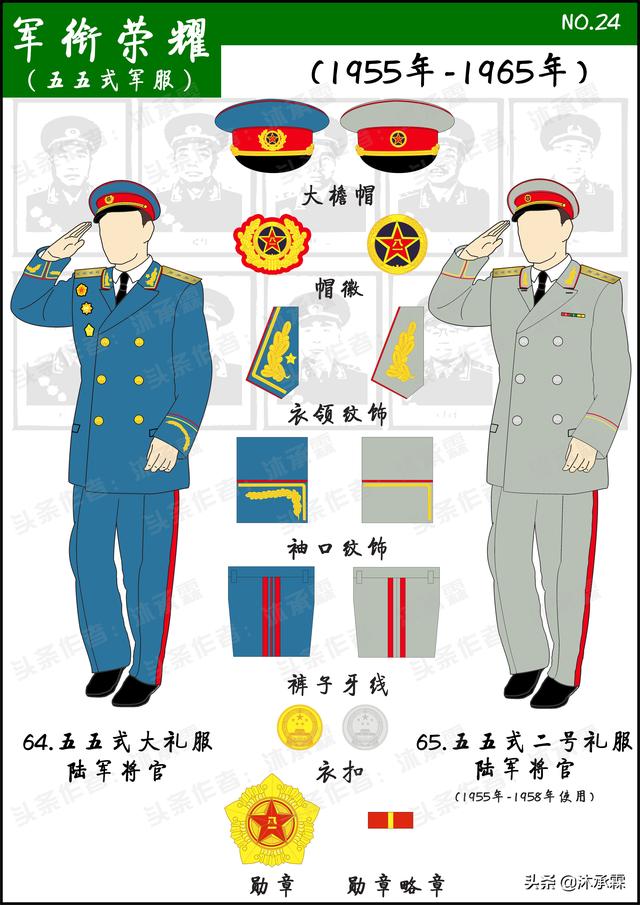 军衔荣耀
(五五式军服)
NO.24
(1955年-1965年)
大檐帽
帽徽
衣领纹饰
袖口纹饰
裤子牙线
衣扣
64.五五式大礼服
陆军将官
65.五五式二号礼服
陆军将官
(1955年-1958年使用)
勋章
勋章略章
头条作者：沐承霖
头条 @沐承霖